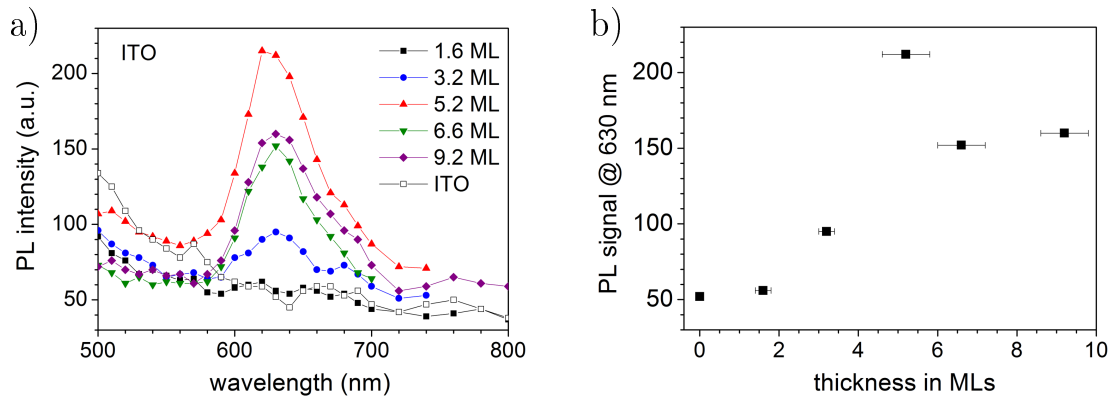 a)
ITO
1.6 ML
3.2 ML
5.2 ML
6.6 ML
9.2 ML
ITO
PL intensity (a.u.)
200
150
100
50
500 600 700 800
wavelength (nm)
b)
PL signal @ 630 nm
200
150
100
50
0 2 4 6 8 10
thickness in MLs